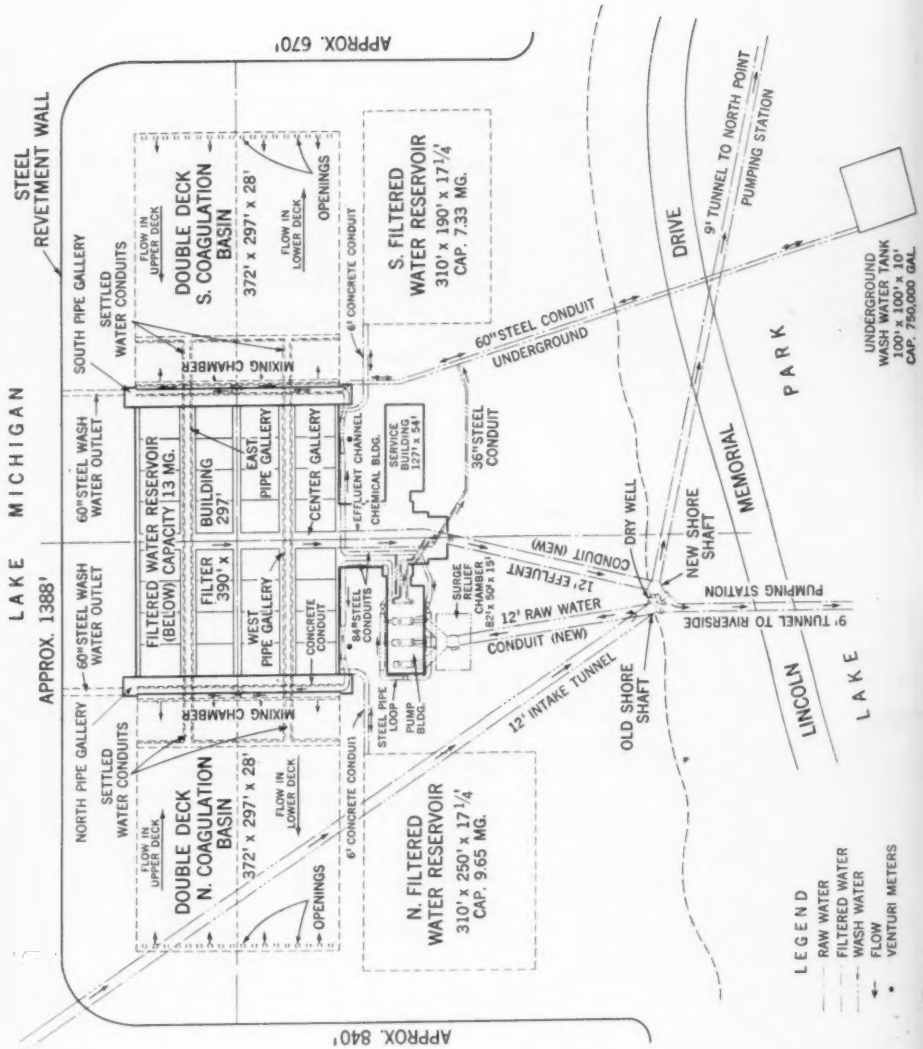 LAKE MICHIGAN
STEEL
REVETMENT WALL
APPROX. 1388'
APPROX. 840'
APPROX. 670'
60" STEEL WASH
WATER OUTLET
60" STEEL WASH
WATER OUTLET
NORTH PIPE GALLERY
SOUTH PIPE GALLERY
SETTLED
WATER CONDUITS
SETTLED
WATER CONDUITS
FLOW IN
UPPER DECK
DOUBLE DECK
N. COAGULATION
BASIN
372' x 297' x 28'
FLOW IN
LOWER DECK
OPENINGS
MIXING CHAMBER
FILTERED WATER RESERVOIR
(BELOW) CAPACITY 13 MG.
FILTER BUILDING
390' x 297'
WEST
PIPE GALLERY
EAST
PIPE GALLERY
CONCRETE
CONDUIT
CENTER GALLERY
MIXING CHAMBER
FLOW IN
UPPER DECK
DOUBLE DECK
S. COAGULATION
BASIN
372' x 297' x 28'
FLOW IN
LOWER DECK
OPENINGS
6' CONCRETE CONDUIT
84" STEEL
CONDUITS
EFFLUENT CHANNEL
CHEMICAL BLDG.
6' CONCRETE CONDUIT
N. FILTERED
WATER RESERVOIR
310' x 250' x 17 1/4'
CAP. 9.65 MG.
STEEL PIPE
LOOP
PUMP
BLDG.
SERVICE
BUILDING
127' x 54'
S. FILTERED
WATER RESERVOIR
310' x 190' x 17 1/4'
CAP. 7.33 MG.
SURGE
RELIEF
CHAMBER
82' x 50' x 15'
12' RAW WATER
CONDUIT (NEW)
12' EFFLUENT
CONDUIT (NEW)
12' INTAKE TUNNEL
36" STEEL
CONDUIT
60" STEEL CONDUIT
UNDERGROUND
OLD SHORE
SHAFT
DRY WELL
NEW SHORE
SHAFT
LINCOLN MEMORIAL DRIVE
LAKE PARK
9' TUNNEL TO RIVERSIDE
PUMPING STATION
9' TUNNEL TO NORTH POINT
PUMPING STATION
UNDERGROUND
WASH WATER TANK
100' x 100' x 10'
CAP. 750,000 GAL.
LEGEND
RAW WATER
FILTERED WATER
WASH WATER
FLOW
VENTURI METERS